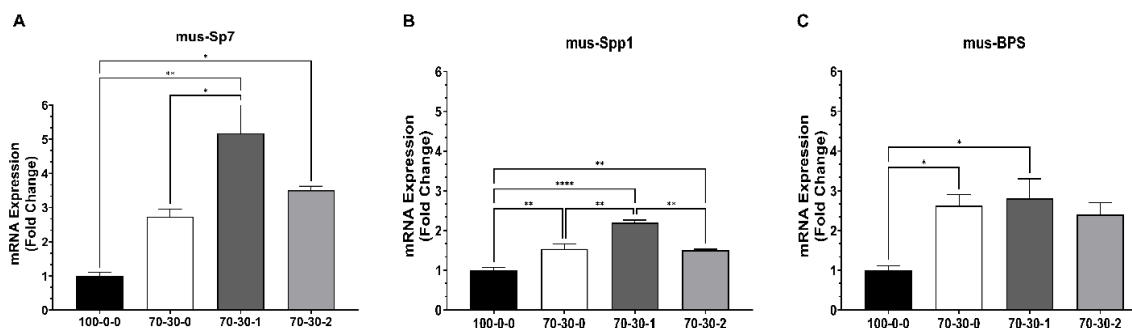 A
mus-Sp7
*
**
*
mRNA Expression
(Fold Change)
6
5
4
3
2
1
0
100-0-0 70-30-0 70-30-1 70-30-2
B
mus-Spp1
**
****
** ** **
mRNA Expression
(Fold Change)
6
5
4
3
2
1
0
100-0-0 70-30-0 70-30-1 70-30-2
C
mus-BPS
*
*
mRNA Expression
(Fold Change)
6
5
4
3
2
1
0
100-0-0 70-30-0 70-30-1 70-30-2